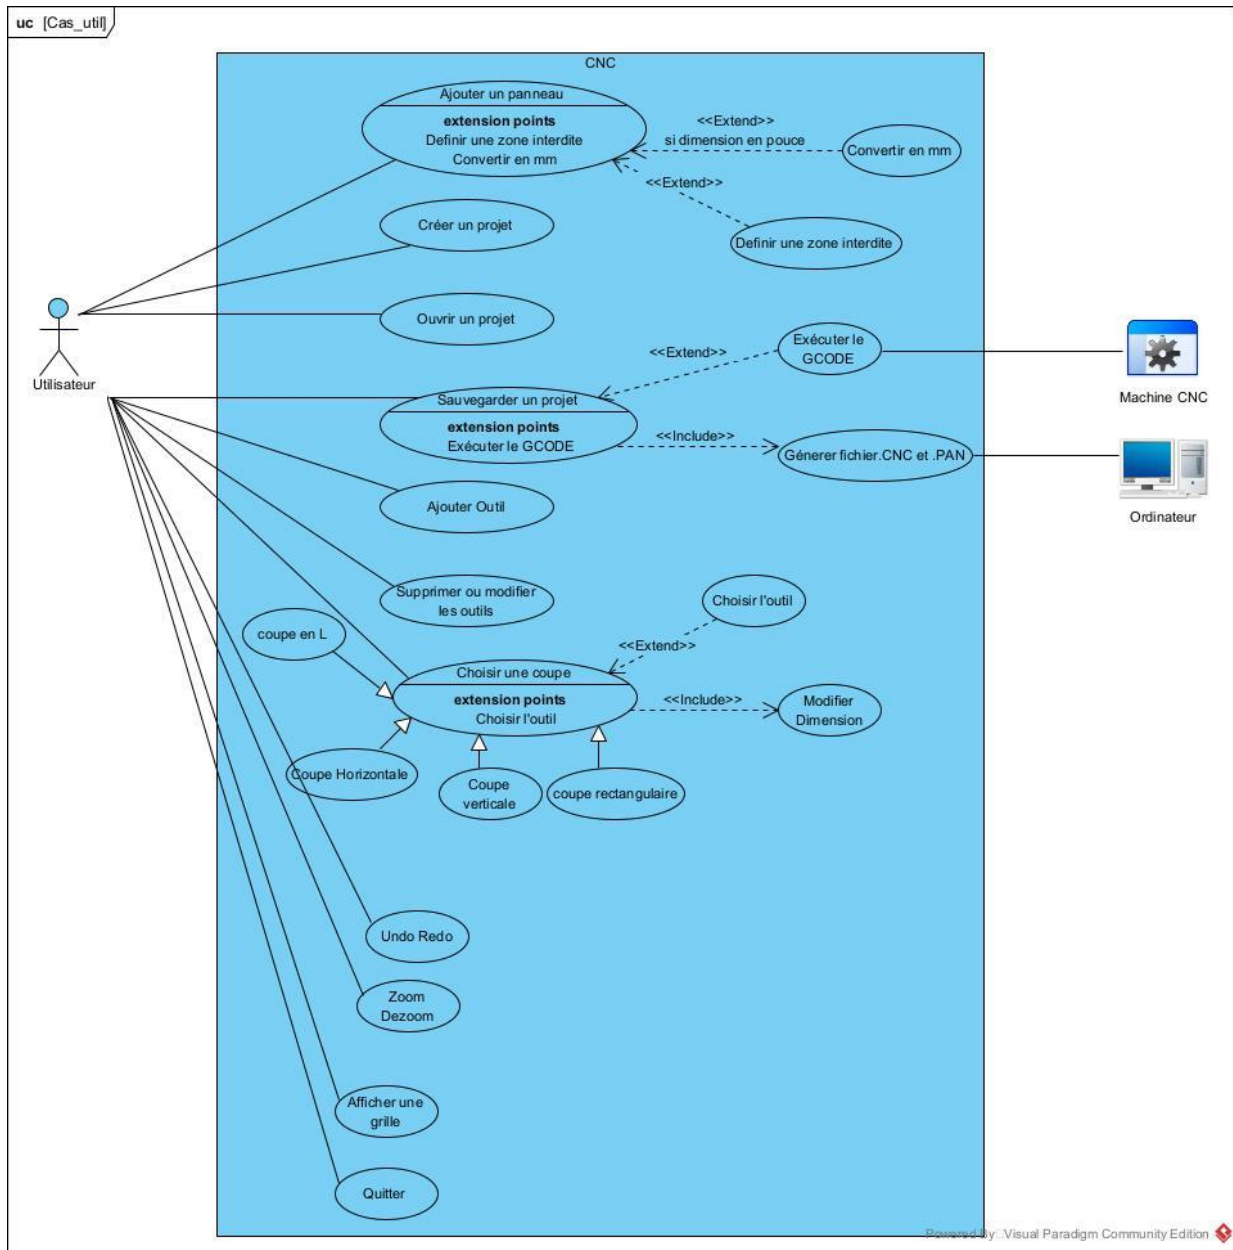 uc [Cas_util]
CNC
Ajouter un panneau
extension points
Definir une zone interdite
Convertir en mm
<<Extend>>
si dimension en pouce
Convertir en mm
<<Extend>>
Definir une zone interdite
Créer un projet
Ouvrir un projet
Utilisateur
Exécuter le
GCODE
<<Extend>>
Machine CNC
Sauvegarder un projet
extension points
Exécuter le GCODE
<<Include>>
Génerer fichier.CNC et .PAN
Ordinateur
Ajouter Outil
Supprimer ou modifier
les outils
Choisir l'outil
coupe en L
<<Extend>>
Choisir une coupe
extension points
Choisir l'outil
<<Include>>
Modifier
Dimension
Coupe Horizontale
Coupe
verticale
coupe rectangulaire
Undo Redo
Zoom
Dezoom
Afficher une
grille
Quitter
Powered By Visual Paradigm Community Edition